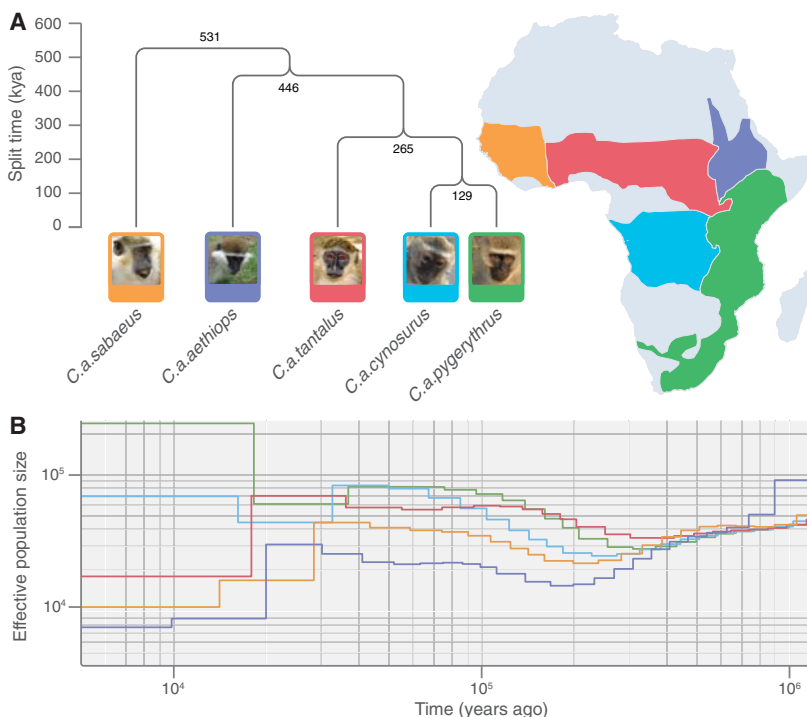 A
Split time (kya)
600
500
400
300
200
100
0
531
446
265
129
C.a.sabaeus
C.a.aethiops
C.a.tantalus
C.a.cynosurus
C.a.pygerythrus
B
Effective population size
10⁵
10⁴
10⁴
10⁵
10⁶
Time (years ago)